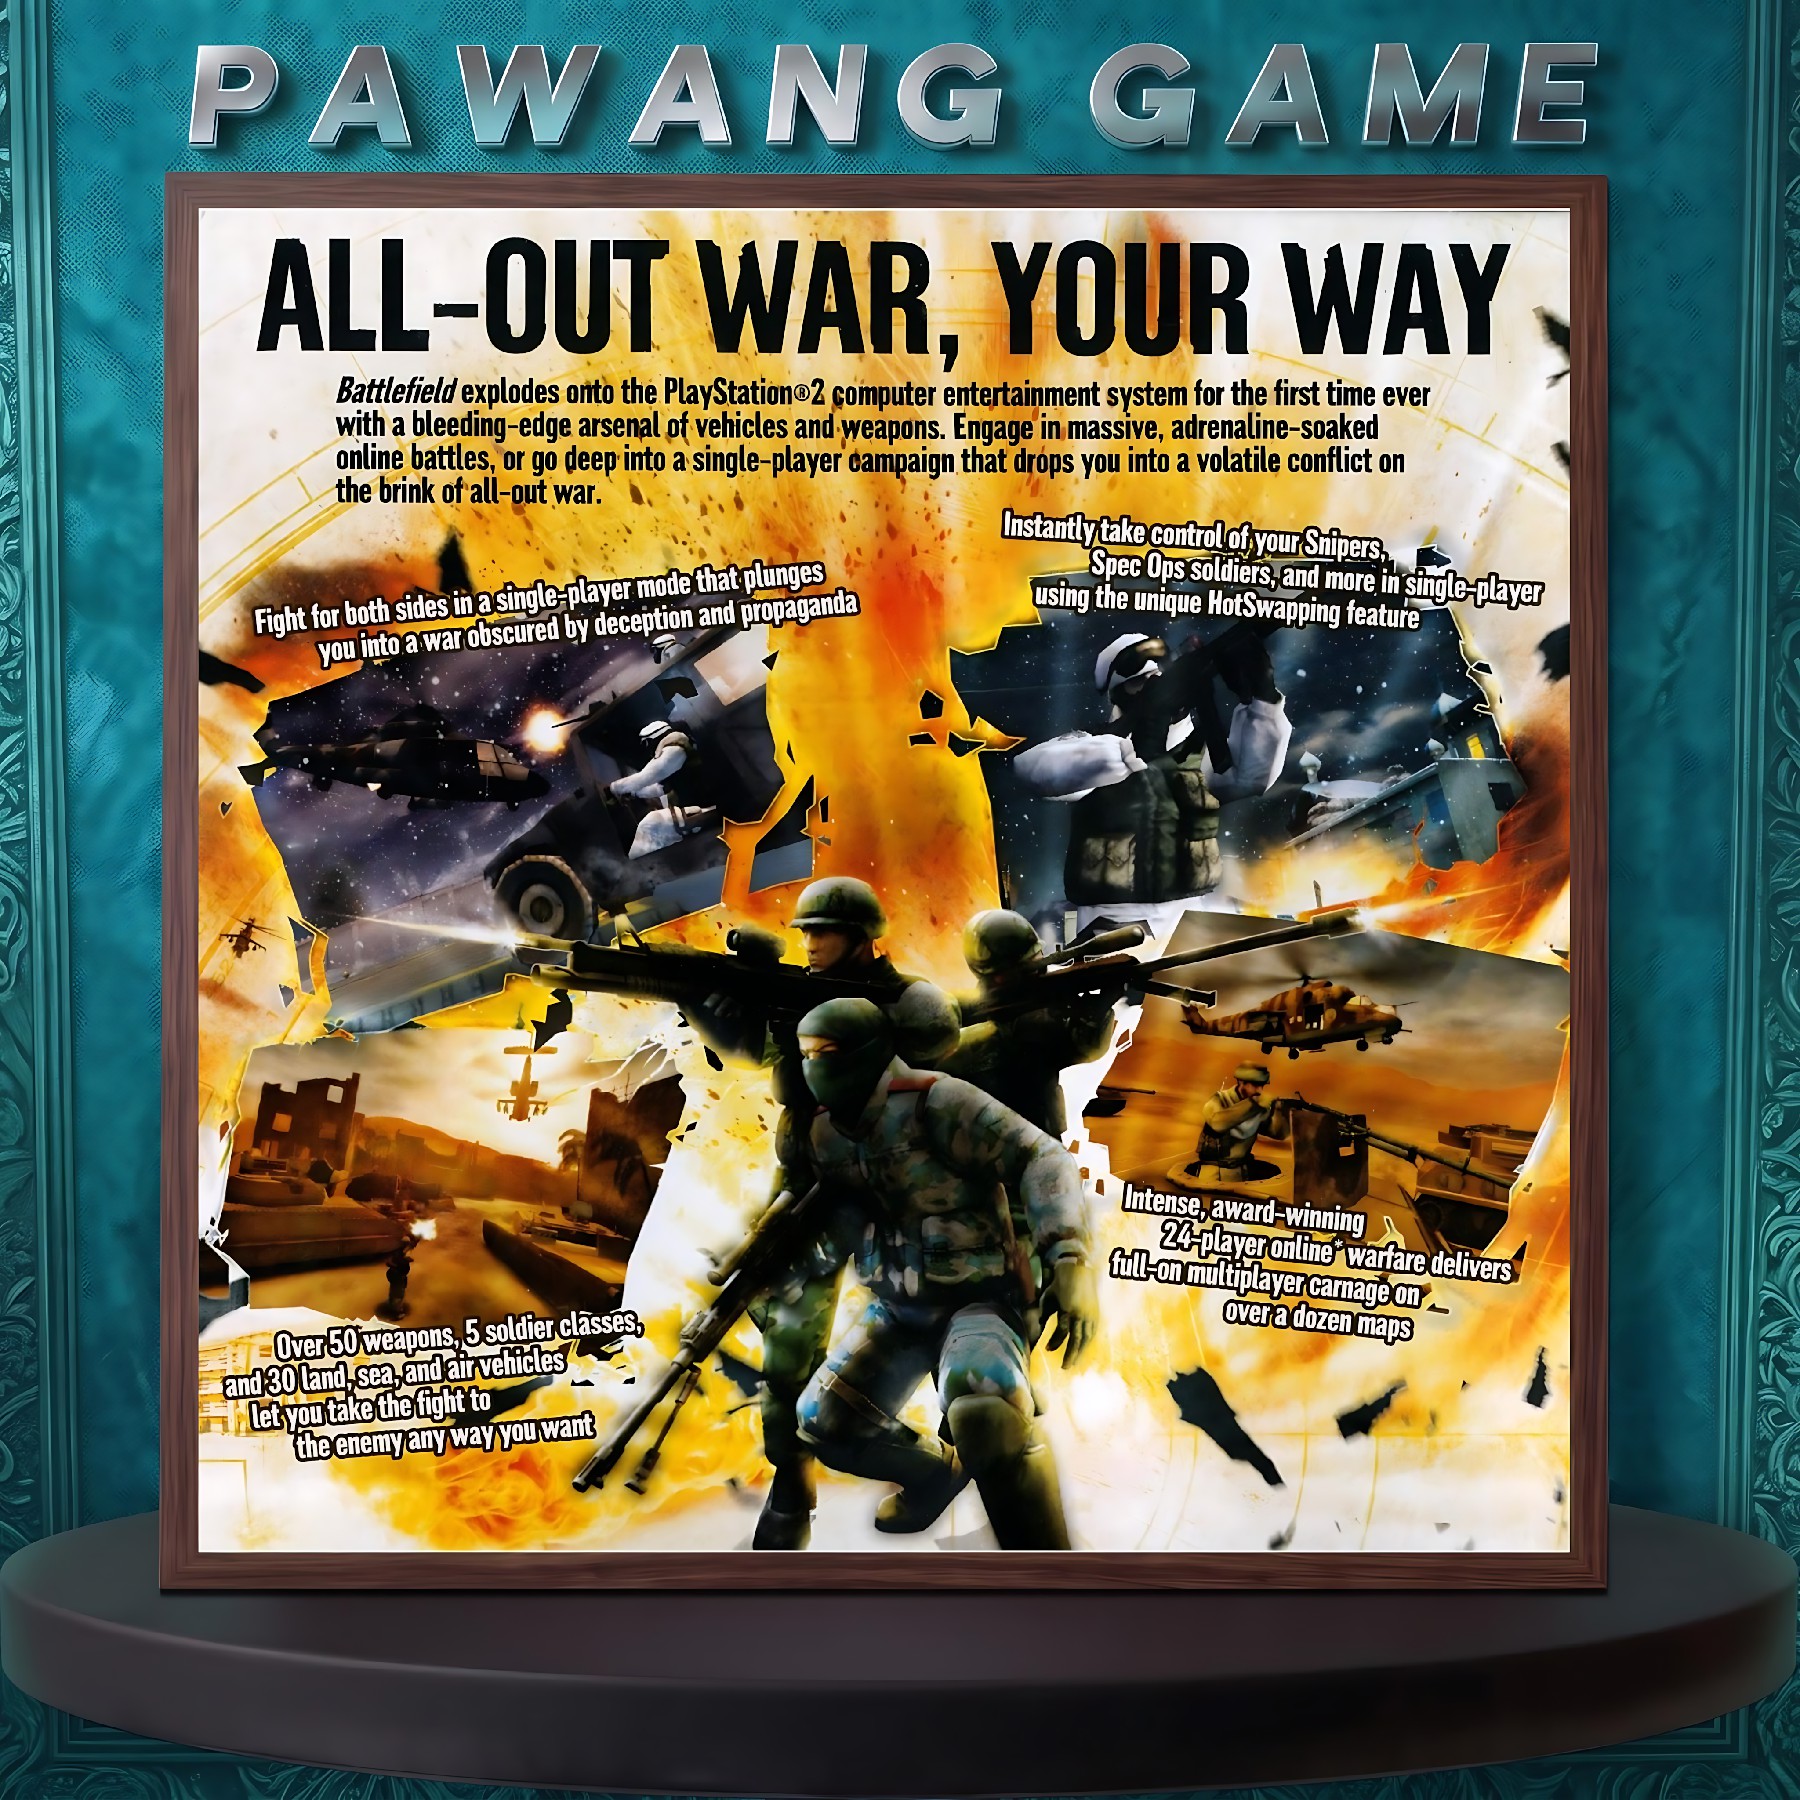 PAWANG GAME
ALL-OUT WAR, YOUR WAY
Battlefield explodes onto the PlayStation®2 computer entertainment system for the first time ever
with a bleeding-edge arsenal of vehicles and weapons. Engage in massive, adrenaline-soaked
online battles, or go deep into a single-player campaign that drops you into a volatile conflict on
the brink of all-out war.
Fight for both sides in a single-player mode that plunges
you into a war obscured by deception and propaganda
Instantly take control of your Snipers,
Spec Ops soldiers, and more in single-player
using the unique HotSwapping feature
Over 50 weapons, 5 soldier classes,
and 30 land, sea, and air vehicles
let you take the fight to
the enemy any way you want
Intense, award-winning
24-player online* warfare delivers
full-on multiplayer carnage on
over a dozen maps